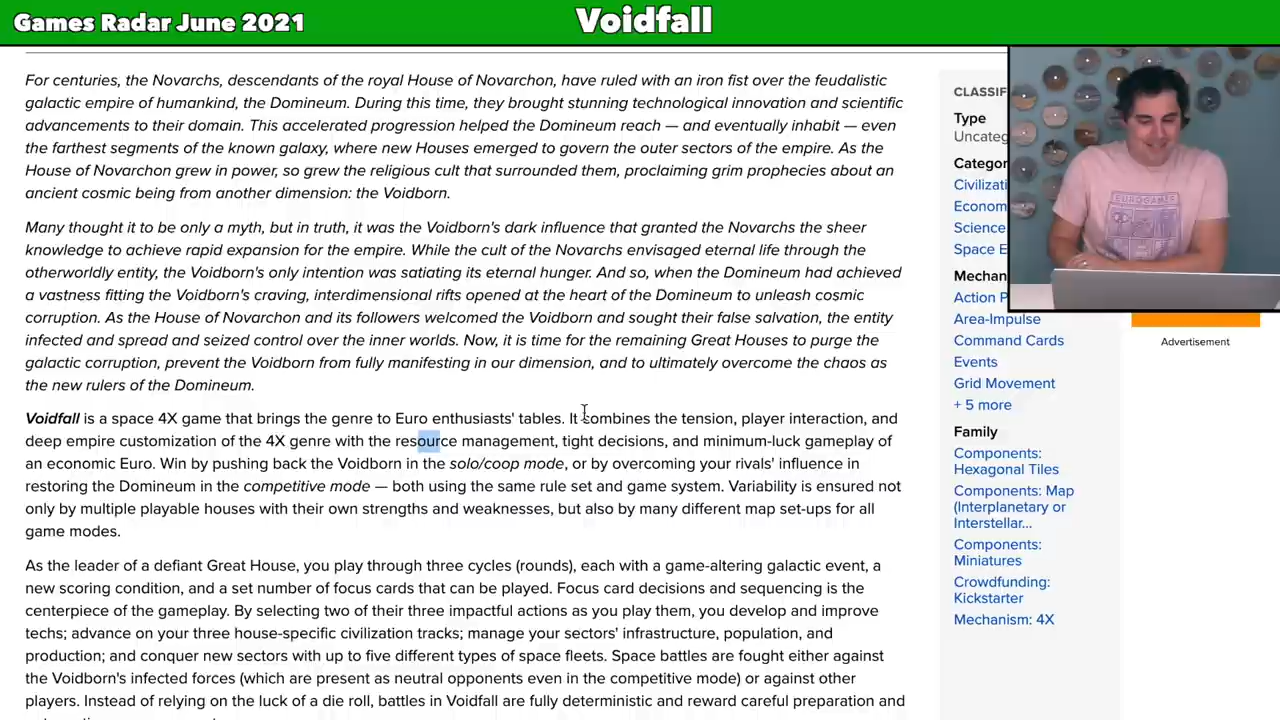 Games Radar June 2021
Voidfall
For centuries, the Novarchs, descendants of the royal House of Novarchon, have ruled with an iron fist over the feudalistic
galactic empire of humankind, the Domineum. During this time, they brought stunning technological innovation and scientific
advancements to their domain. This accelerated progression helped the Domineum reach — and eventually inhabit — even
the farthest segments of the known galaxy, where new Houses emerged to govern the outer sectors of the empire. As the
House of Novarchon grew in power, so grew the religious cult that surrounded them, proclaiming grim prophecies about an
ancient cosmic being from another dimension: the Voidborn.
Many thought it to be only a myth, but in truth, it was the Voidborn's dark influence that granted the Novarchs the sheer
knowledge to achieve rapid expansion for the empire. While the cult of the Novarchs envisaged eternal life through the
otherworldly entity, the Voidborn's only intention was satiating its eternal hunger. And so, when the Domineum had achieved
a vastness fitting the Voidborn's craving, interdimensional rifts opened at the heart of the Domineum to unleash cosmic
corruption. As the House of Novarchon and its followers welcomed the Voidborn and sought their false salvation, the entity
infected and spread and seized control over the inner worlds. Now, it is time for the remaining Great Houses to purge the
galactic corruption, prevent the Voidborn from fully manifesting in our dimension, and to ultimately overcome the chaos as
the new rulers of the Domineum.
Voidfall is a space 4X game that brings the genre to Euro enthusiasts' tables. It combines the tension, player interaction, and
deep empire customization of the 4X genre with the resource management, tight decisions, and minimum-luck gameplay of
an economic Euro. Win by pushing back the Voidborn in the solo/coop mode, or by overcoming your rivals' influence in
restoring the Domineum in the competitive mode — both using the same rule set and game system. Variability is ensured not
only by multiple playable houses with their own strengths and weaknesses, but also by many different map set-ups for all
game modes.
As the leader of a defiant Great House, you play through three cycles (rounds), each with a game-altering galactic event, a
new scoring condition, and a set number of focus cards that can be played. Focus card decisions and sequencing is the
centerpiece of the gameplay. By selecting two of their three impactful actions as you play them, you develop and improve
techs; advance on your three house-specific civilization tracks; manage your sectors' infrastructure, population, and
production; and conquer new sectors with up to five different types of space fleets. Space battles are fought either against
the Voidborn's infected forces (which are present as neutral opponents even in the competitive mode) or against other
players. Instead of relying on the luck of a die roll, battles in Voidfall are fully deterministic and reward careful preparation and
CLASSIF
Type
Uncateg
Categor
Civilizati
Econom
Science
Space E
Mechan
Action P
Area-Impulse
Command Cards
Events
Grid Movement
+ 5 more
Family
Components:
Hexagonal Tiles
Components: Map
(Interplanetary or
Interstellar...
Components:
Miniatures
Crowdfunding:
Kickstarter
Mechanism: 4X
EUROGAMES
Advertisement